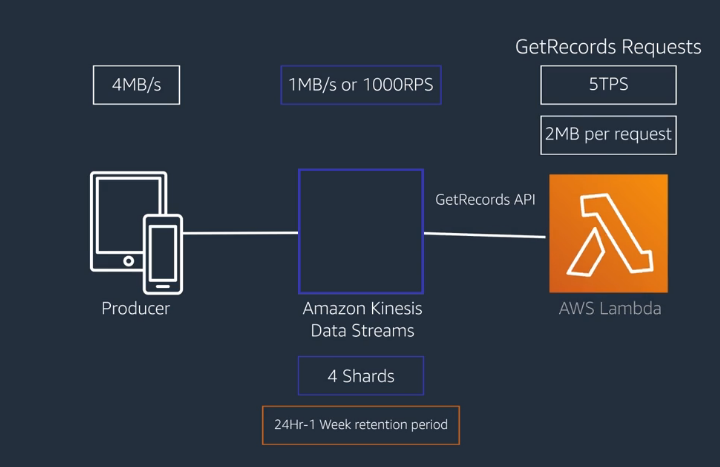 GetRecords Requests
4MB/s
1MB/s or 1000RPS
5TPS
2MB per request
GetRecords API
Producer
Amazon Kinesis
Data Streams
AWS Lambda
4 Shards
24Hr-1 Week retention period